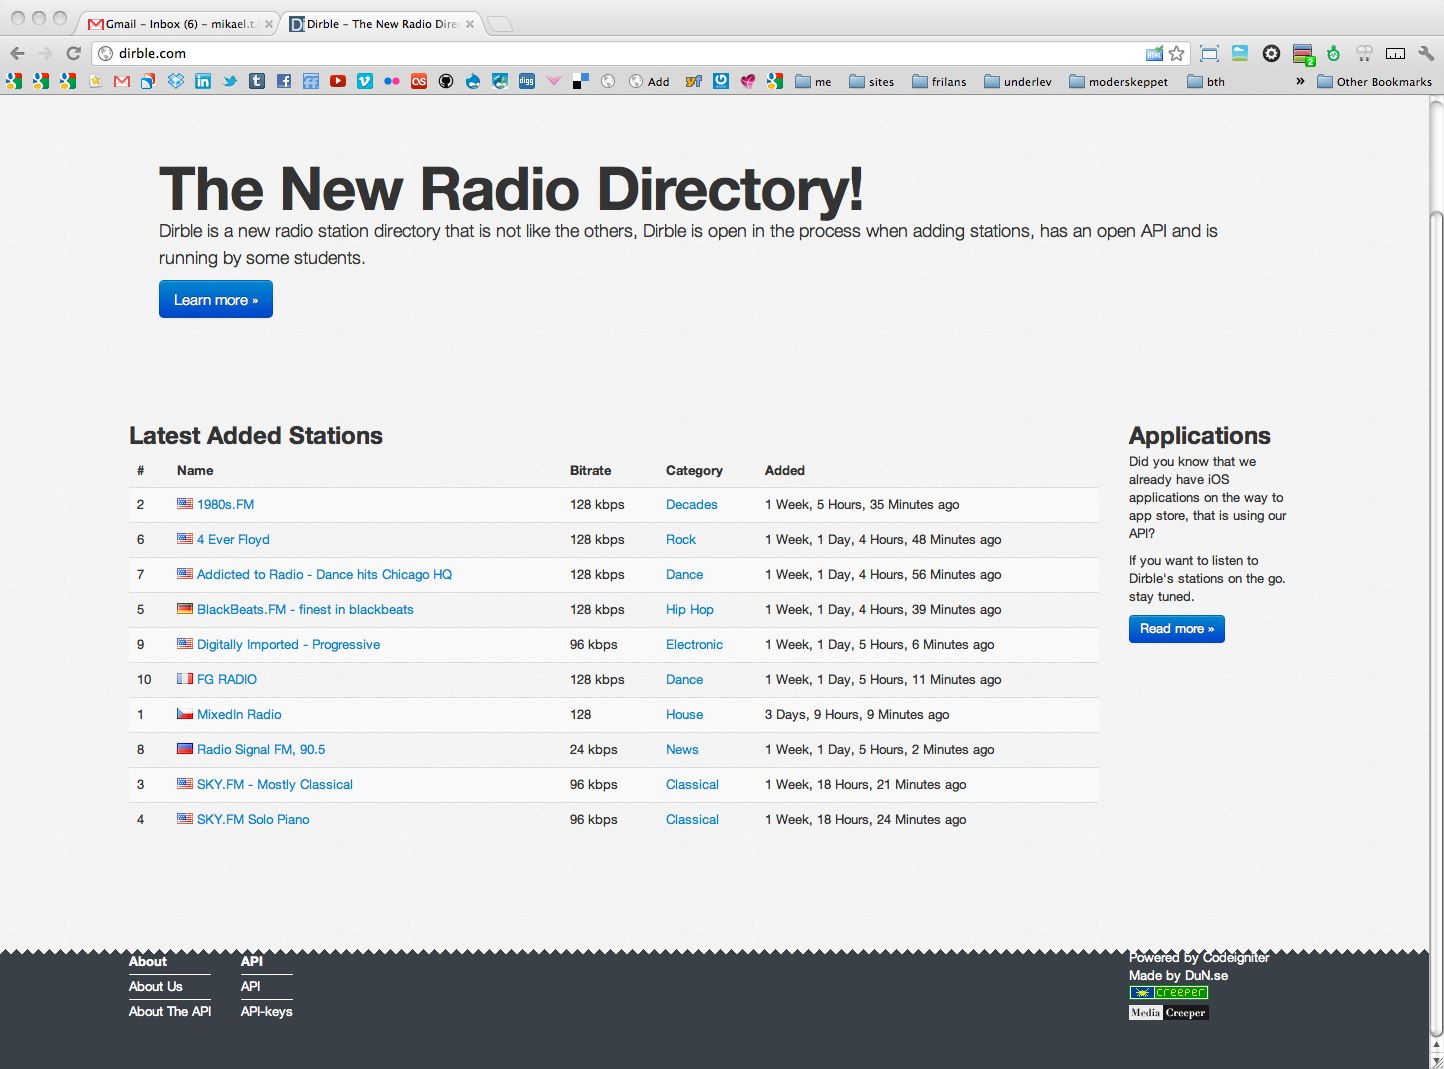 Gmail – Inbox (6) – mikael.t.
Dirble – The New Radio Direc
dirble.com
Add
me
sites
frilans
underlev
moderskeppet
bth
»
Other Bookmarks
The New Radio Directory!
Dirble is a new radio station directory that is not like the others, Dirble is open in the process when adding stations, has an open API and is
running by some students.
Learn more »
Latest Added Stations
# Name Bitrate Category Added
2 1980s.FM 128 kbps Decades 1 Week, 5 Hours, 35 Minutes ago
6 4 Ever Floyd 128 kbps Rock 1 Week, 1 Day, 4 Hours, 48 Minutes ago
7 Addicted to Radio - Dance hits Chicago HQ 128 kbps Dance 1 Week, 1 Day, 4 Hours, 56 Minutes ago
5 BlackBeats.FM - finest in blackbeats 128 kbps Hip Hop 1 Week, 1 Day, 4 Hours, 39 Minutes ago
9 Digitally Imported - Progressive 96 kbps Electronic 1 Week, 1 Day, 5 Hours, 6 Minutes ago
10 FG RADIO 128 kbps Dance 1 Week, 1 Day, 5 Hours, 11 Minutes ago
1 MixedIn Radio 128 House 3 Days, 9 Hours, 9 Minutes ago
8 Radio Signal FM, 90.5 24 kbps News 1 Week, 1 Day, 5 Hours, 2 Minutes ago
3 SKY.FM - Mostly Classical 96 kbps Classical 1 Week, 18 Hours, 21 Minutes ago
4 SKY.FM Solo Piano 96 kbps Classical 1 Week, 18 Hours, 24 Minutes ago
Applications
Did you know that we
already have iOS
applications on the way to
app store, that is using our
API?
If you want to listen to
Dirble's stations on the go.
stay tuned.
Read more »
About
About Us
About The API
API
API
API-keys
Powered by Codeigniter
Made by DuN.se
creeper
Media Creeper